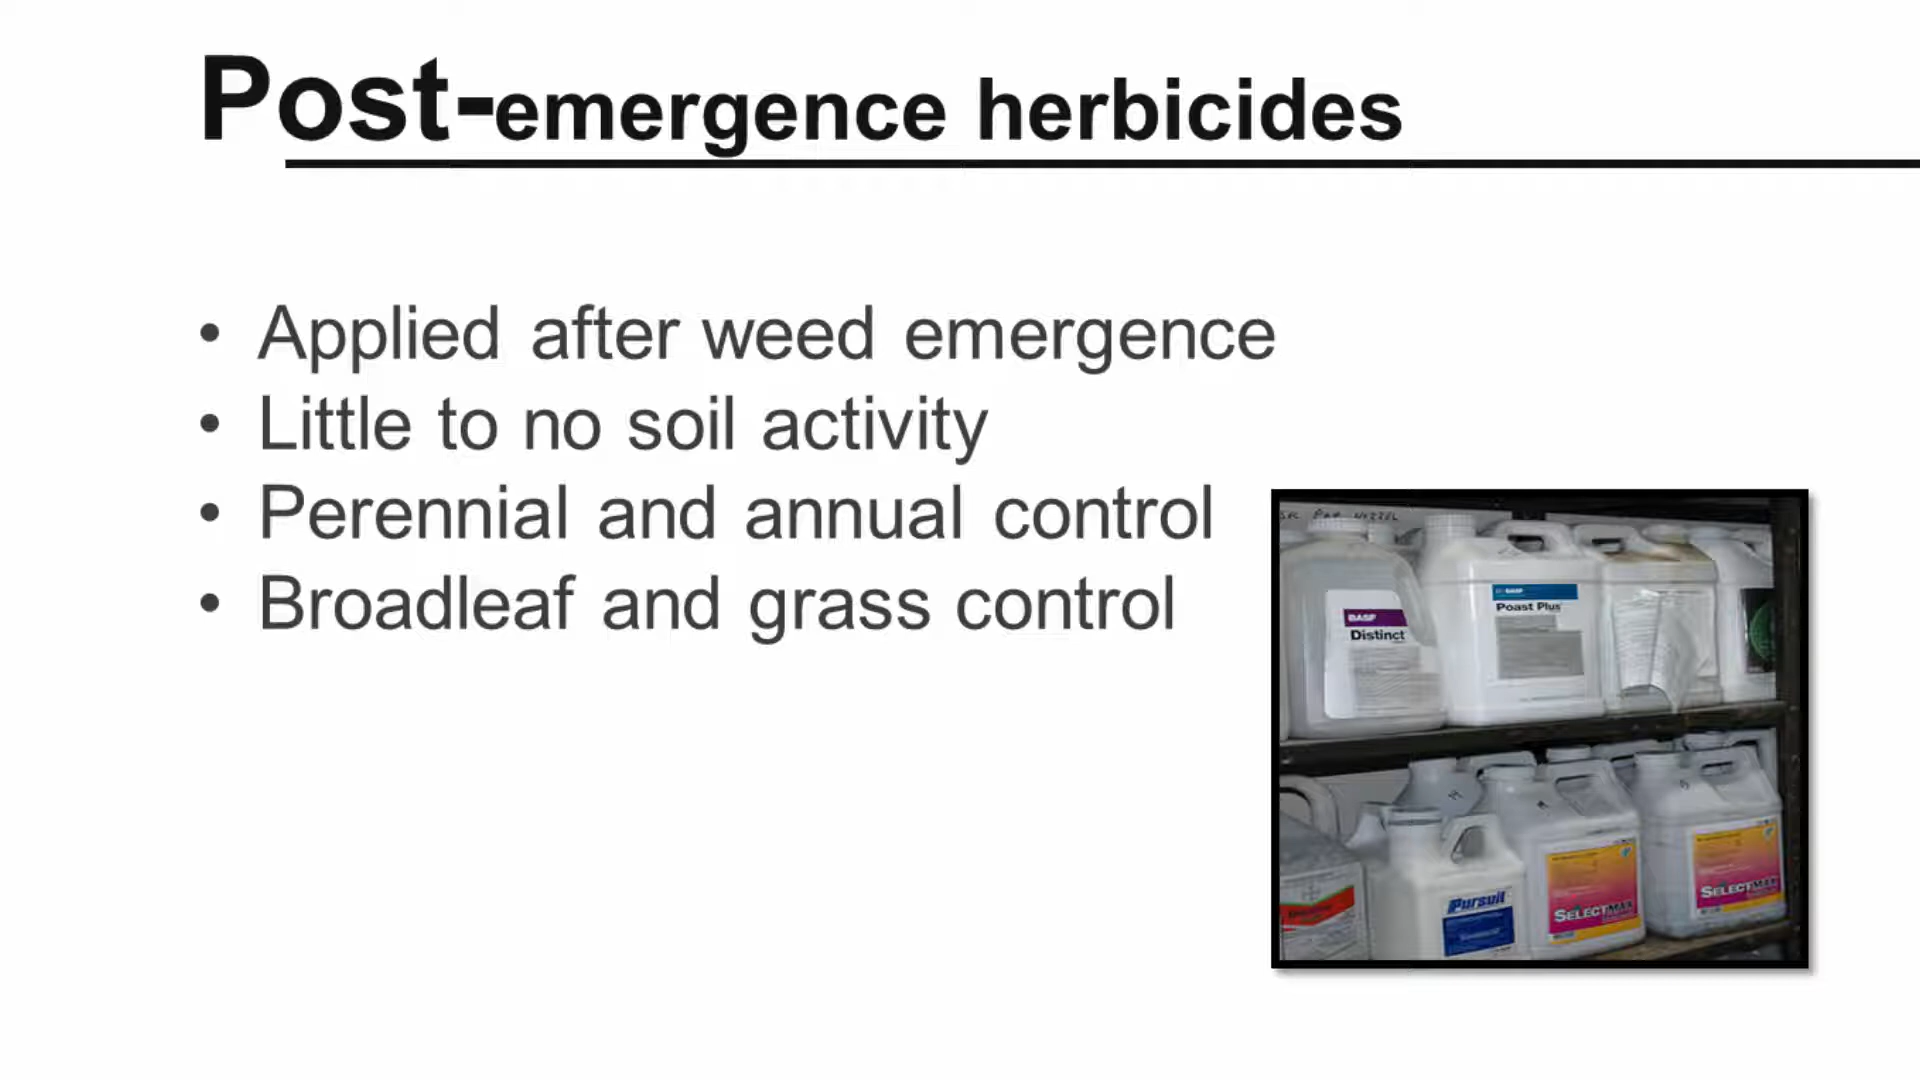 Post-emergence herbicides
• Applied after weed emergence
• Little to no soil activity
• Perennial and annual control
• Broadleaf and grass control
BASF
Distinct
BASF
Poast Plus
Pursuit
SELECTMAX
SELECTMAX